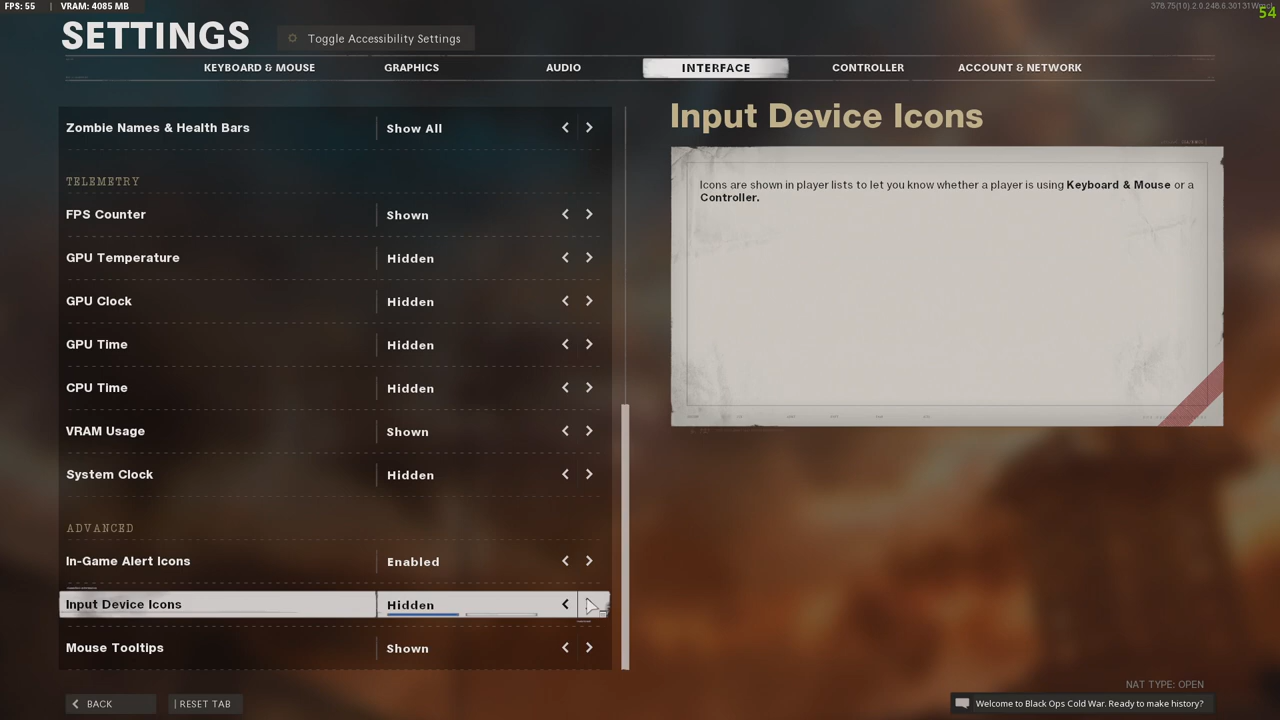 FPS: 55 | VRAM: 4085 MB
54
SETTINGS
Toggle Accessibility Settings
KEYBOARD & MOUSE GRAPHICS AUDIO INTERFACE CONTROLLER ACCOUNT & NETWORK
Zombie Names & Health Bars Show All
TELEMETRY
FPS Counter Shown
GPU Temperature Hidden
GPU Clock Hidden
GPU Time Hidden
CPU Time Hidden
VRAM Usage Shown
System Clock Hidden
ADVANCED
In-Game Alert Icons Enabled
Input Device Icons Hidden
Mouse Tooltips Shown
BACK | RESET TAB
Input Device Icons
Icons are shown in player lists to let you know whether a player is using Keyboard & Mouse or a
Controller.
NAT TYPE: OPEN
Welcome to Black Ops Cold War. Ready to make history?